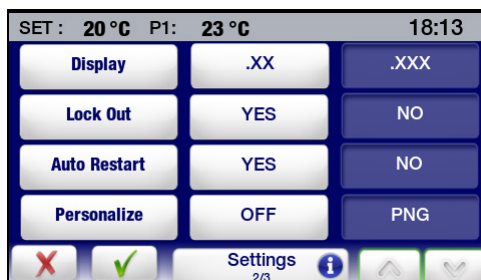 SET : 20 °C P1: 23 °C 18:13
Display .XX .XXX
Lock Out YES NO
Auto Restart YES NO
Personalize OFF PNG
Settings
2/3